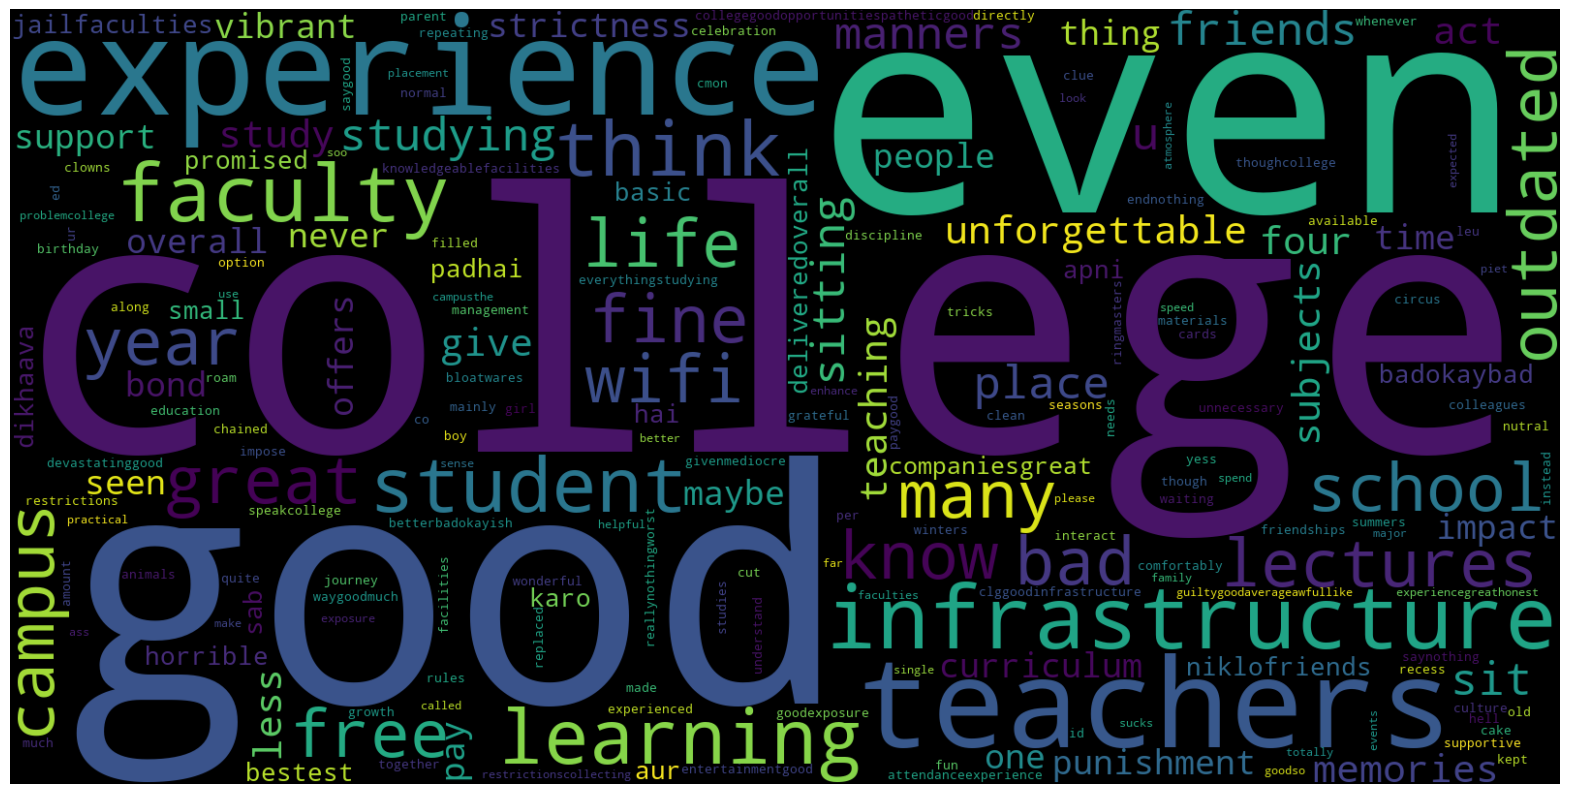 jailfaculties
vibrant
parent
repeating
strictness
collegegoodopportunitiespatheticgood
directly
celebration
manners
thing
friends
whenever
act
experience
saygood
placement
normal
cmon
even
clue
look
atmosphere
thoughcollege
expected
outdated
support
study
studying
think
u
people
clowns
promised
soo
knowledgeablefacilities
ed
faculty
basic
deliveredoverall
endnothing
problemcollege
ur
birthday
overall
never
filled
life
sitting
discipline
unforgettable
available
four
time
leu
option
padhai
everythingstudying
apni
piet
college
along
use
small
offers
campusthe
management
fine
tricks
speed
materials
ringmasters
cards
subjects
circus
year
give
teaching
dikhaava
bond
roam
bloatwares
wifi
enhance
place
badokaybad
education
co
mainly
girl
hai
grateful
paygood
clean
seasons
needs
unnecessary
colleagues
chained
impose
boy
better
nutral
devastatinggood
great
sense
student
givenmediocre
companiesgreat
yess
though
spend
waiting
school
instead
seen
maybe
many
please
restrictions
speakcollege
practical
betterbadokayish
helpful
per
winters
interact
friendships
summers
major
impact
campus
good
know
bad
lectures
far
comfortably
family
amount
animals
quite
journey
waygoodmuch
facilities
wonderful
cut
karo
reallynothingworst
studies
understand
faculties
clggoodinfrastructure
guiltygoodaverageawfullike
experiencegreathonest
ass
make
sab
exposure
replaced
infrastructure
horrible
single
curriculum
niklofriends
saynothing
recess
sit
less
rules
made
teachers
growth
called
experienced
goodexposure
culture
old
hell
cake
much
free
pay
learning
id
sucks
events
supportive
together
fun
one
totally
kept
bestest
restrictionscollecting
aur
entertainmentgood
attendanceexperience
punishment
goodso
memories